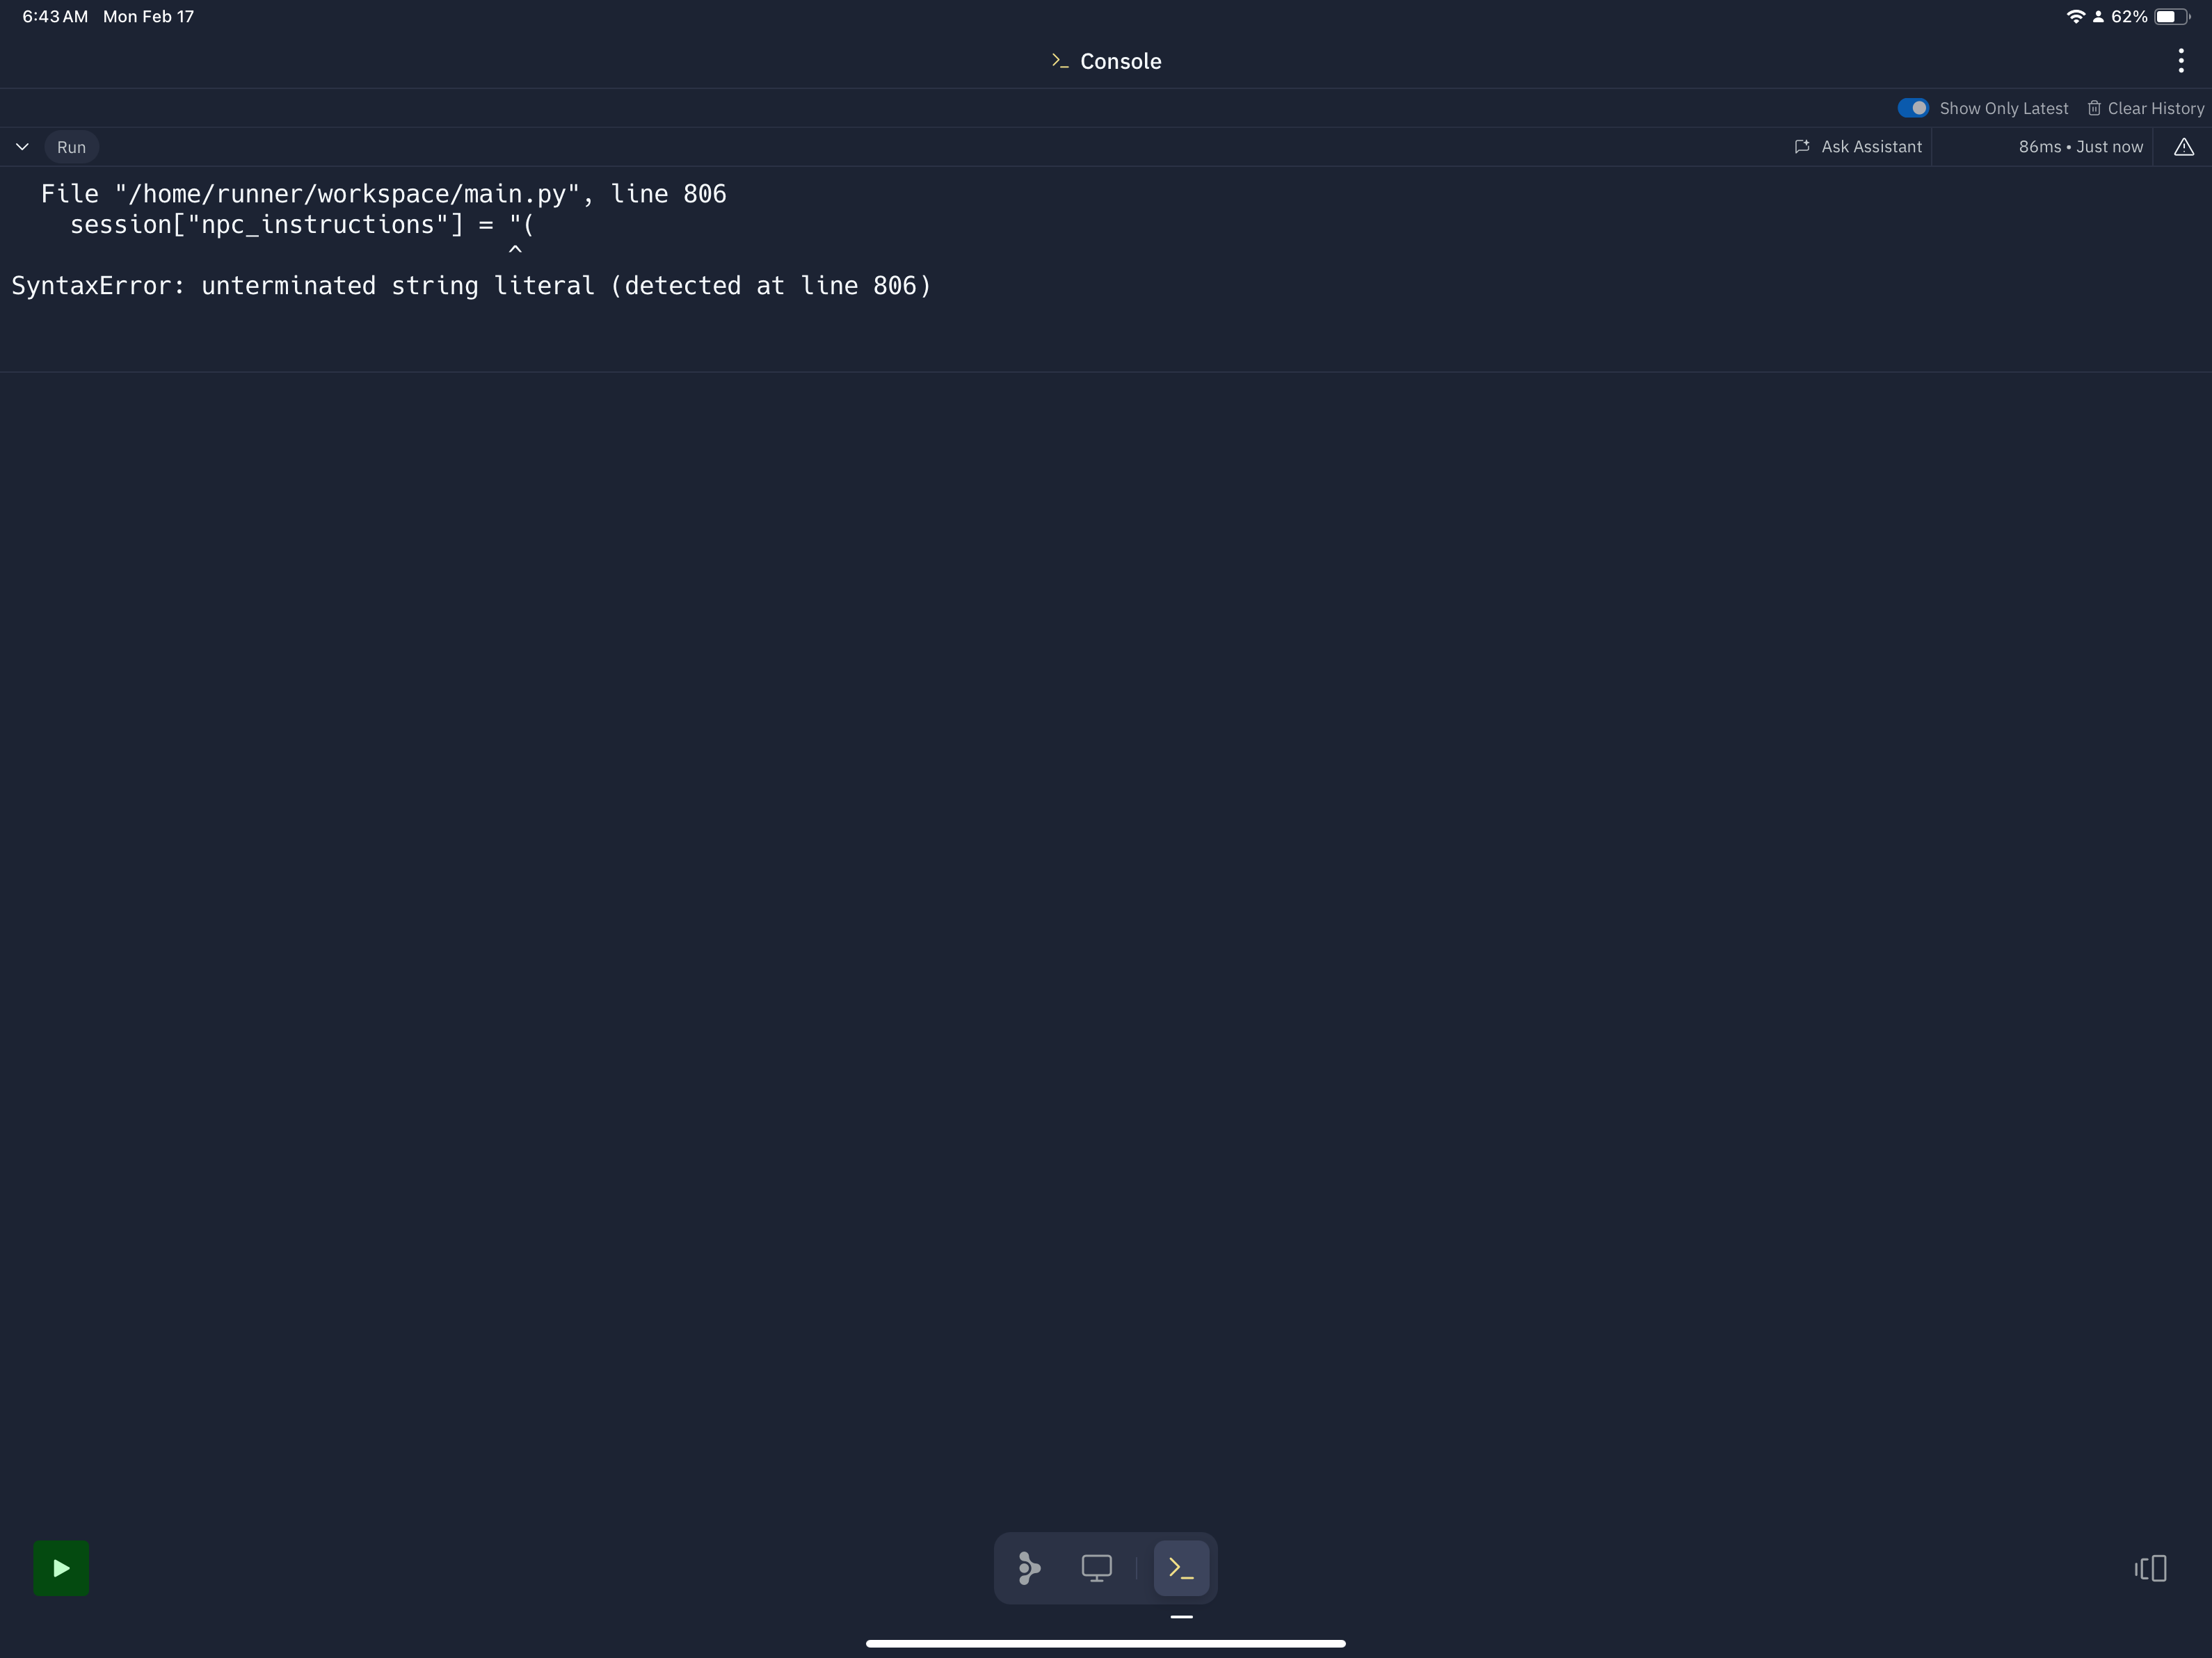 6:43 AM Mon Feb 17 62%
Console
Show Only Latest Clear History
Run Ask Assistant 86ms • Just now
File "/home/runner/workspace/main.py", line 806
session["npc_instructions"] = "(
^
SyntaxError: unterminated string literal (detected at line 806)